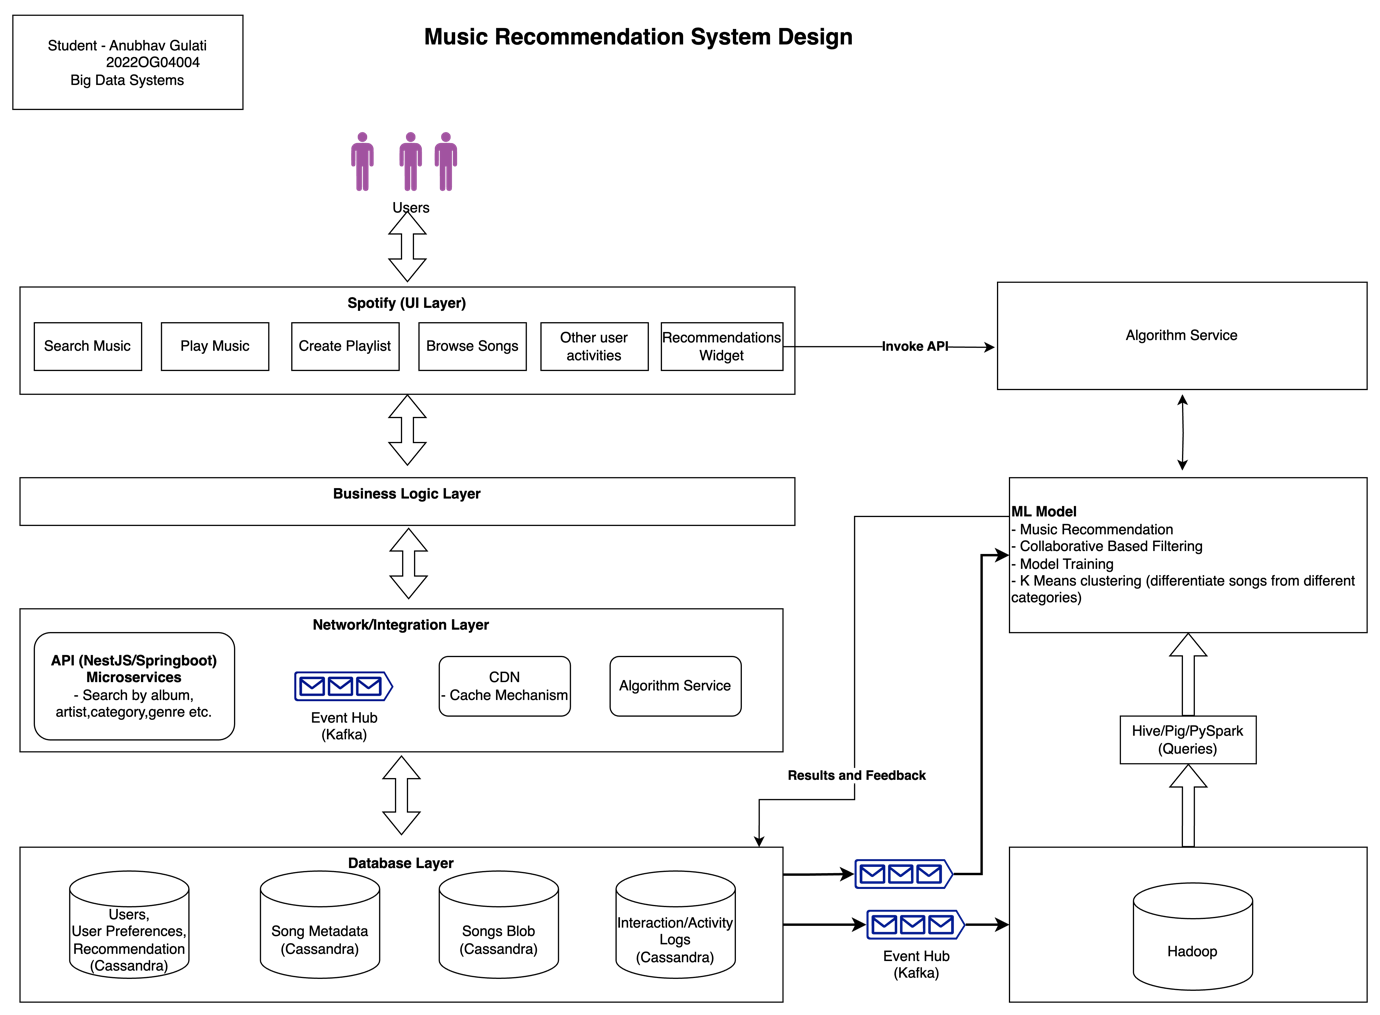 Student - Anubhav Gulati
2022OG04004
Big Data Systems
Music Recommendation System Design
Users
Spotify (UI Layer)
Search Music
Play Music
Create Playlist
Browse Songs
Other user
activities
Recommendations
Widget
Invoke API
Algorithm Service
Business Logic Layer
ML Model
- Music Recommendation
- Collaborative Based Filtering
- Model Training
- K Means clustering (differentiate songs from different
categories)
Network/Integration Layer
API (NestJS/Springboot)
Microservices
- Search by album,
artist,category,genre etc.
Event Hub
(Kafka)
CDN
- Cache Mechanism
Algorithm Service
Hive/Pig/PySpark
(Queries)
Results and Feedback
Database Layer
Users,
User Preferences,
Recommendation
(Cassandra)
Song Metadata
(Cassandra)
Songs Blob
(Cassandra)
Interaction/Activity
Logs
(Cassandra)
Event Hub
(Kafka)
Hadoop